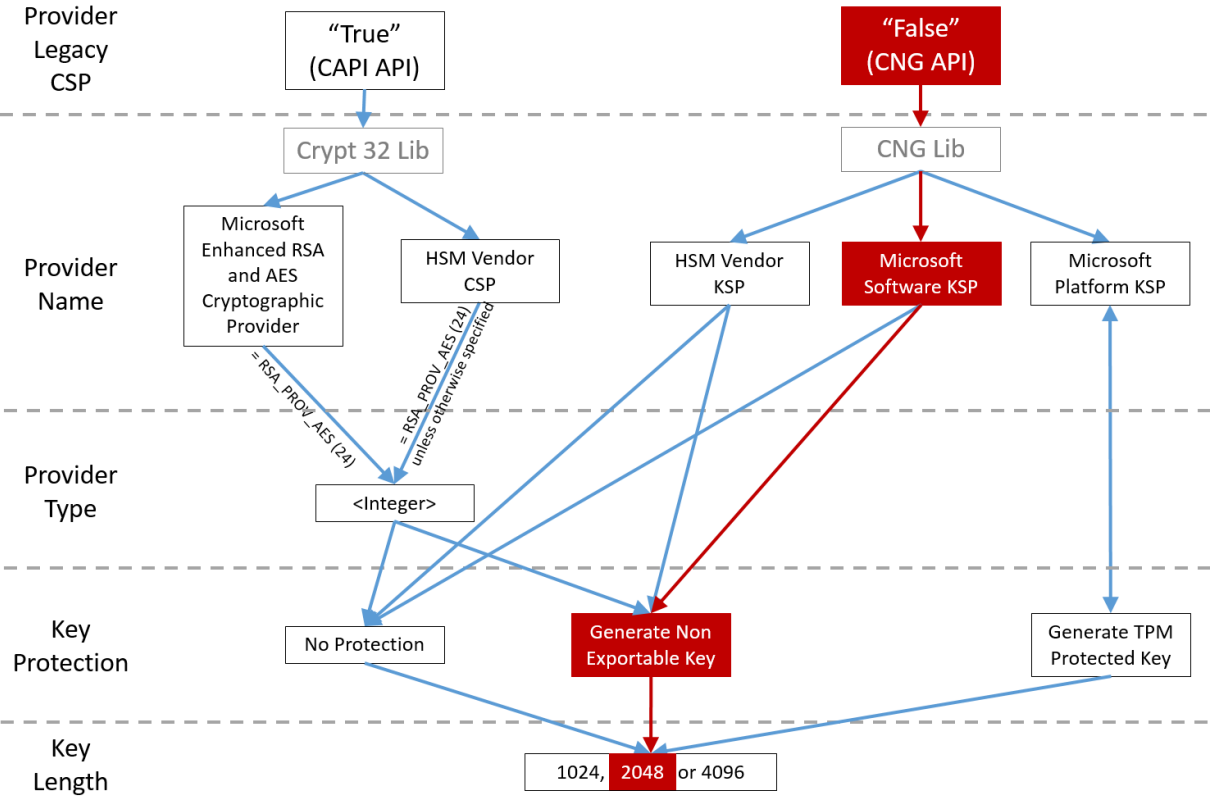 Provider
Legacy
CSP
“True”
(CAPI API)
“False”
(CNG API)
Crypt 32 Lib
CNG Lib
Provider
Name
Microsoft
Enhanced RSA
and AES
Cryptographic
Provider
HSM Vendor
CSP
HSM Vendor
KSP
Microsoft
Software KSP
Microsoft
Platform KSP
= RSA_PROV_AES (24)
= RSA_PROV_AES (24)
unless otherwise specified
Provider
Type
<Integer>
Key
Protection
No Protection
Generate Non
Exportable Key
Generate TPM
Protected Key
Key
Length
1024, 2048 or 4096